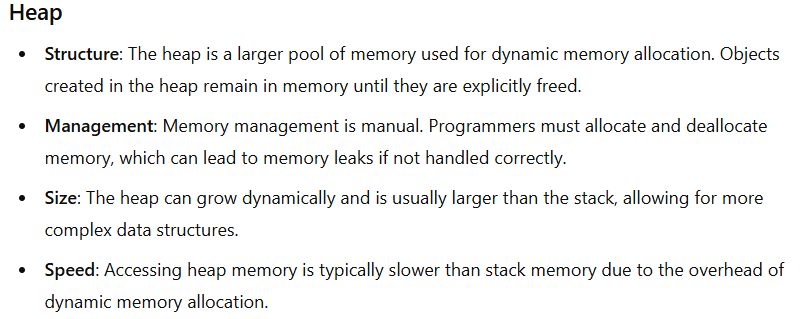 Heap
• Structure: The heap is a larger pool of memory used for dynamic memory allocation. Objects
created in the heap remain in memory until they are explicitly freed.
• Management: Memory management is manual. Programmers must allocate and deallocate
memory, which can lead to memory leaks if not handled correctly.
• Size: The heap can grow dynamically and is usually larger than the stack, allowing for more
complex data structures.
• Speed: Accessing heap memory is typically slower than stack memory due to the overhead of
dynamic memory allocation.